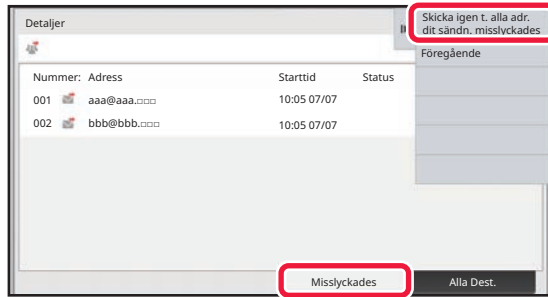 Detaljer
Skicka igen t. alla adr.
dit sändn. misslyckades
Föregående
Nummer: Adress Starttid Status
001 aaa@aaa.□□□ 10:05 07/07
002 bbb@bbb.□□□ 10:05 07/07
Misslyckades Alla Dest.